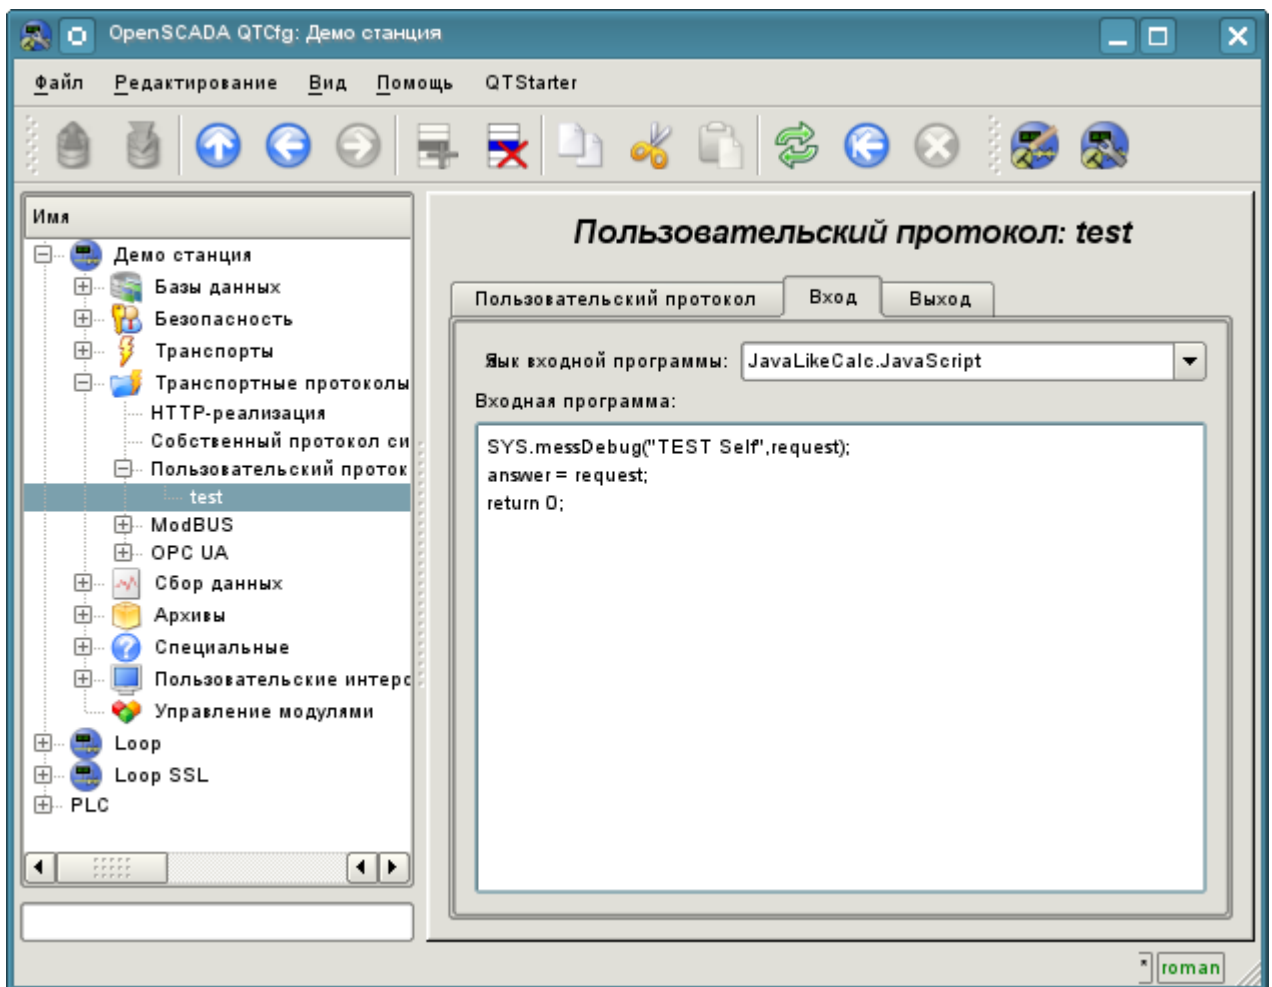 OpenSCADA QTCfg: Демо станция
Файл Редактирование Вид Помощь QTStarter
Имя
Демо станция
Базы данных
Безопасность
Транспорты
Транспортные протоколы
HTTP-реализация
Собственный протокол си
Пользовательский проток
test
ModBUS
OPC UA
Сбор данных
Архивы
Специальные
Пользовательские интерс
Управление модулями
Loop
Loop SSL
PLC
Пользовательский протокол: test
Пользовательский протокол Вход Выход
Язык входной программы: JavaLikeCalc.JavaScript
Входная программа:
SYS.messDebug("TEST Self",request);
answer = request;
return 0;
* roman